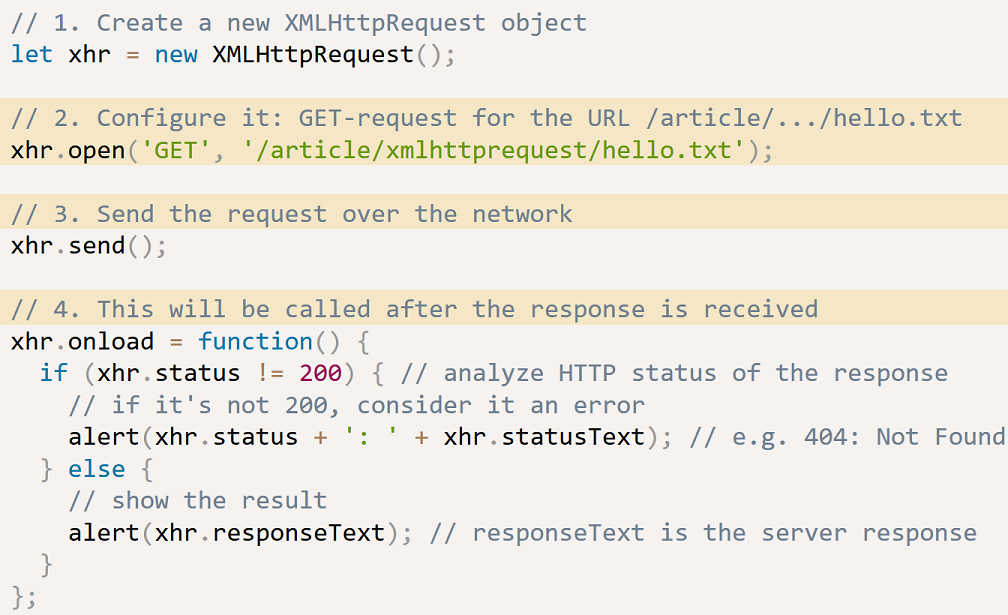 // 1. Create a new XMLHttpRequest object
let xhr = new XMLHttpRequest();

// 2. Configure it: GET-request for the URL /article/.../hello.txt
xhr.open('GET', '/article/xmlhttprequest/hello.txt');

// 3. Send the request over the network
xhr.send();

// 4. This will be called after the response is received
xhr.onload = function() {
  if (xhr.status != 200) { // analyze HTTP status of the response
    // if it's not 200, consider it an error
    alert(xhr.status + ': ' + xhr.statusText); // e.g. 404: Not Found
  } else {
    // show the result
    alert(xhr.responseText); // responseText is the server response
  }
};